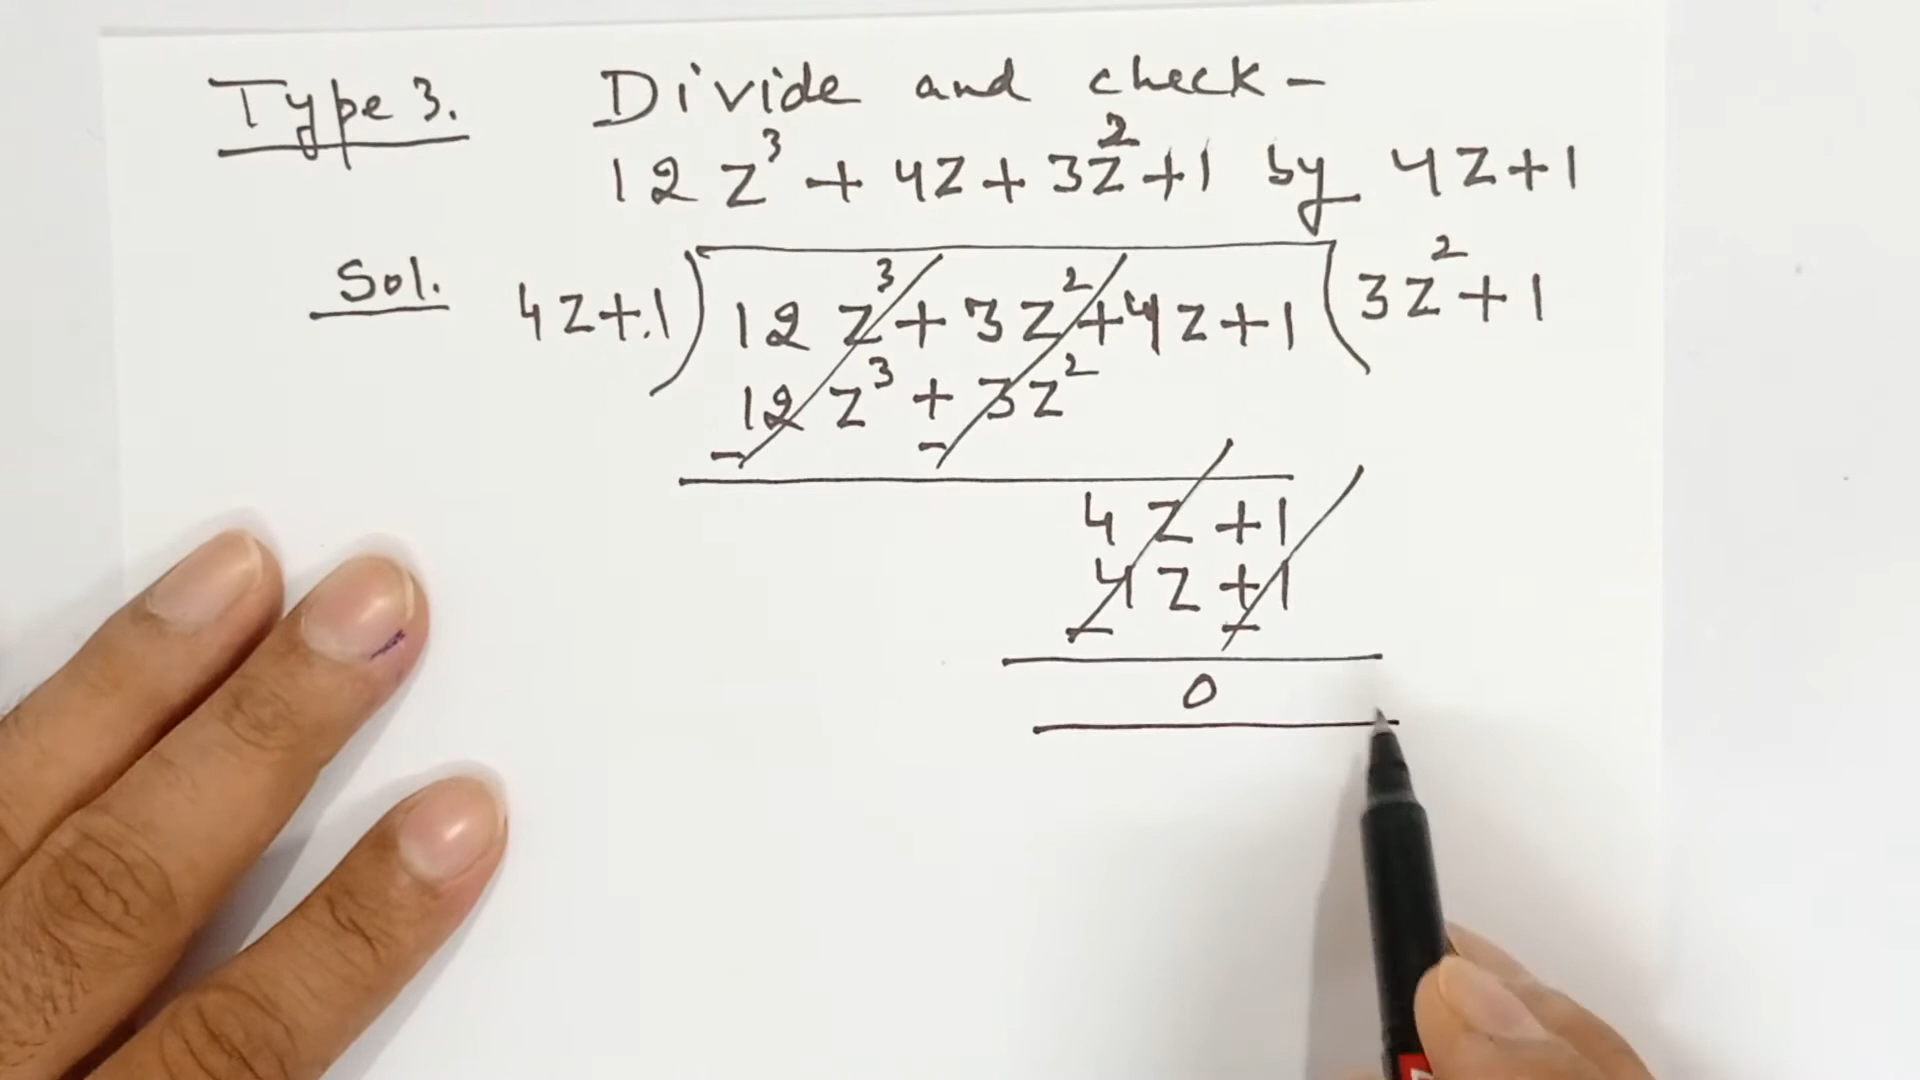 Type 3. Divide and check -
12z³ + 4z + 3z² + 1 by 4z + 1
Sol. 4z + 1 ) 12z³ + 3z² + 4z + 1 ( 3z² + 1
12z³ + 3z²
- -
4z + 1
4z + 1
- -
0